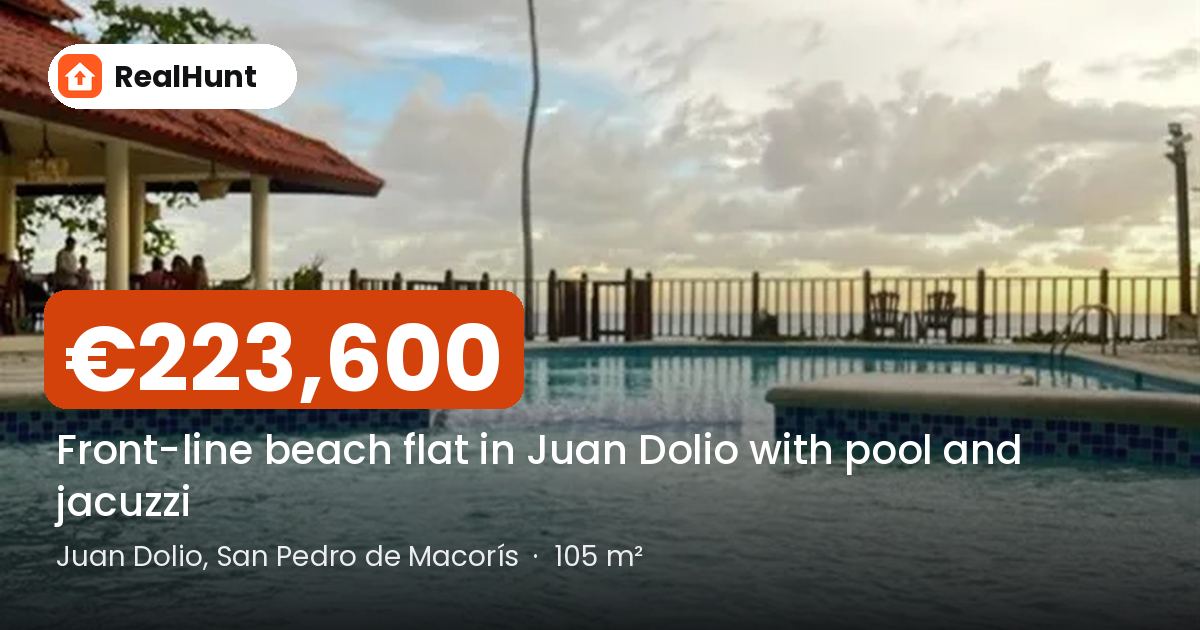 RealHunt
€223,600
Front-line beach flat in Juan Dolio with pool and
jacuzzi
Juan Dolio, San Pedro de Macorís · 105 m²